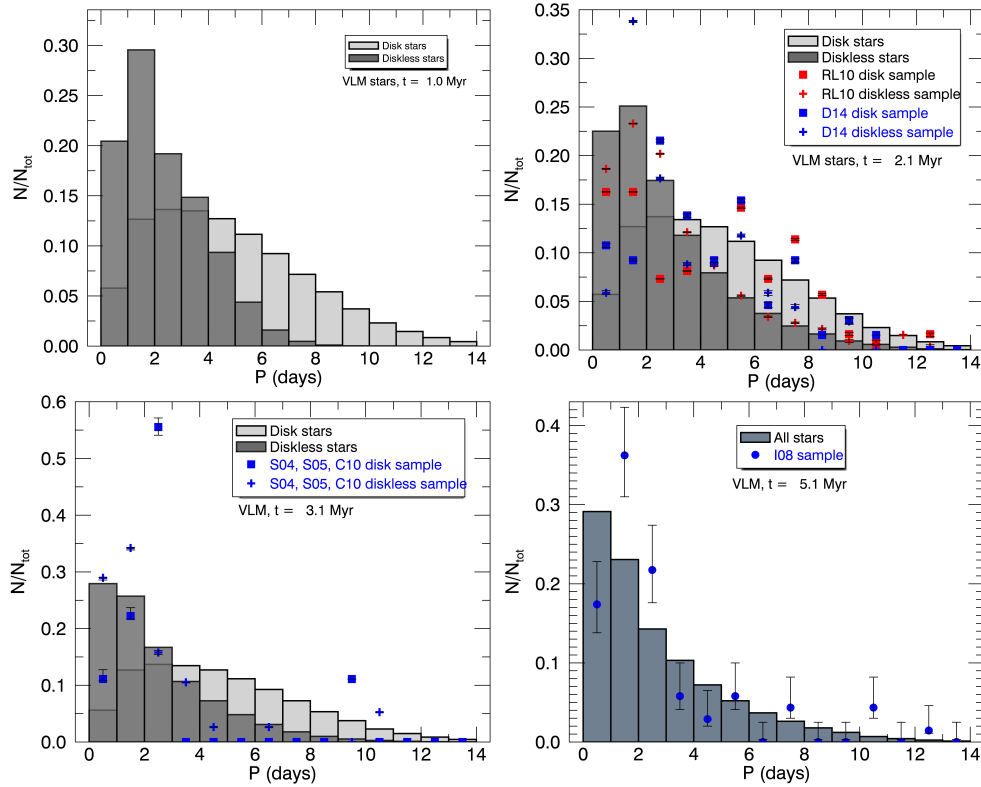 0.30
0.25
0.20
0.15
0.10
0.05
0.00
N/Ntot
0 2 4 6 8 10 12 14
P (days)
Disk stars
Diskless stars
VLM stars, t = 1.0 Myr
0.35
0.30
0.25
0.20
0.15
0.10
0.05
0.00
N/Ntot
0 2 4 6 8 10 12 14
P (days)
Disk stars
Diskless stars
RL10 disk sample
RL10 diskless sample
D14 disk sample
D14 diskless sample
VLM stars, t = 2.1 Myr
0.6
0.5
0.4
0.3
0.2
0.1
0.0
N/Ntot
0 2 4 6 8 10 12 14
P (days)
Disk stars
Diskless stars
S04, S05, C10 disk sample
S04, S05, C10 diskless sample
VLM, t = 3.1 Myr
0.4
0.3
0.2
0.1
0.0
N/Ntot
0 2 4 6 8 10 12 14
P (days)
All stars
I08 sample
VLM, t = 5.1 Myr